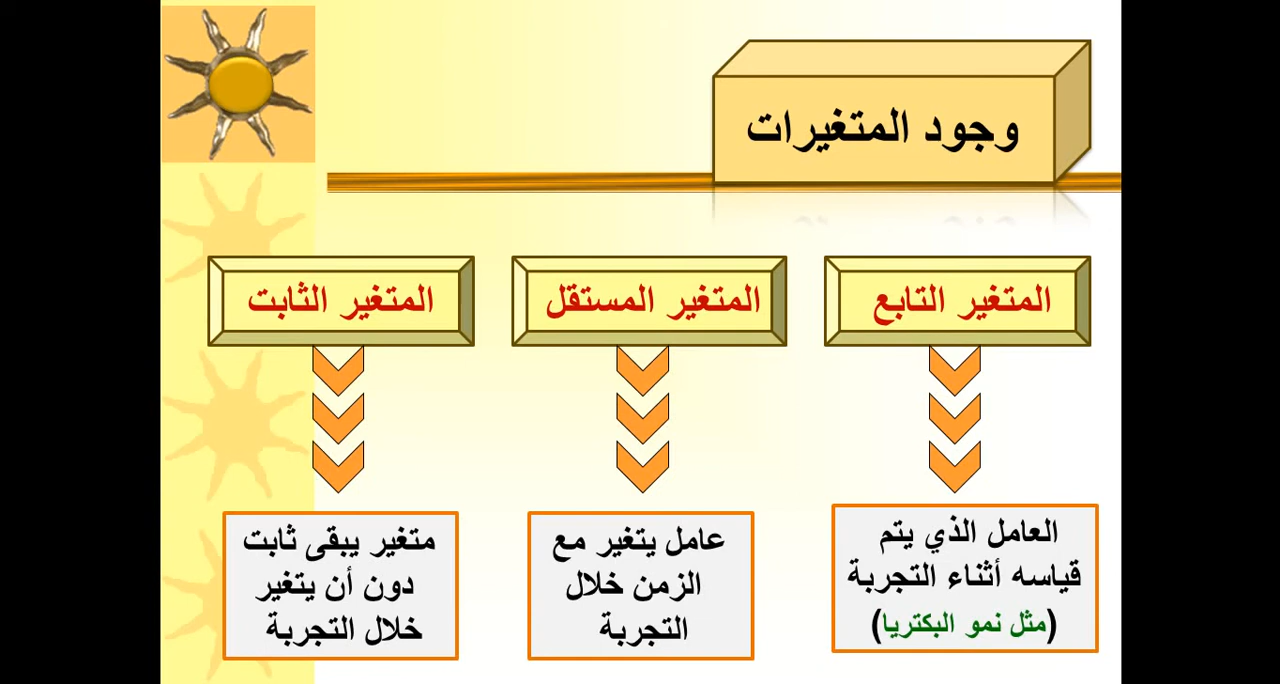 وجود المتغيرات
المتغير التابع
المتغير المستقل
المتغير الثابت
العامل الذي يتم
قياسه أثناء التجربة
(مثل نمو البكتريا)
عامل يتغير مع
الزمن خلال
التجربة
متغير يبقى ثابت
دون أن يتغير
خلال التجربة